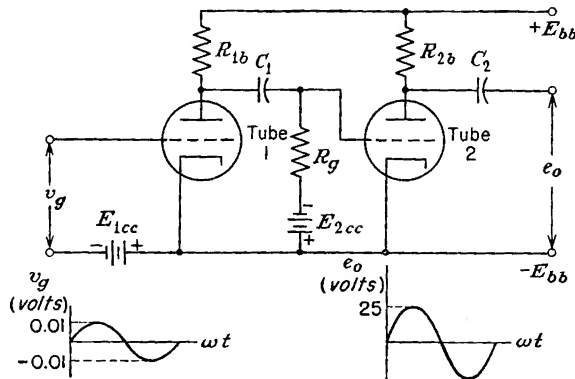 +E_bb
R_1b
C_1
R_2b
C_2
Tube
1
Tube
2
R_g
v_g
e_o
E_1cc
- +
-
E_2cc
+
-E_bb
v_g
(volts)
0.01
-0.01
ωt
e_o
(volts)
25
ωt